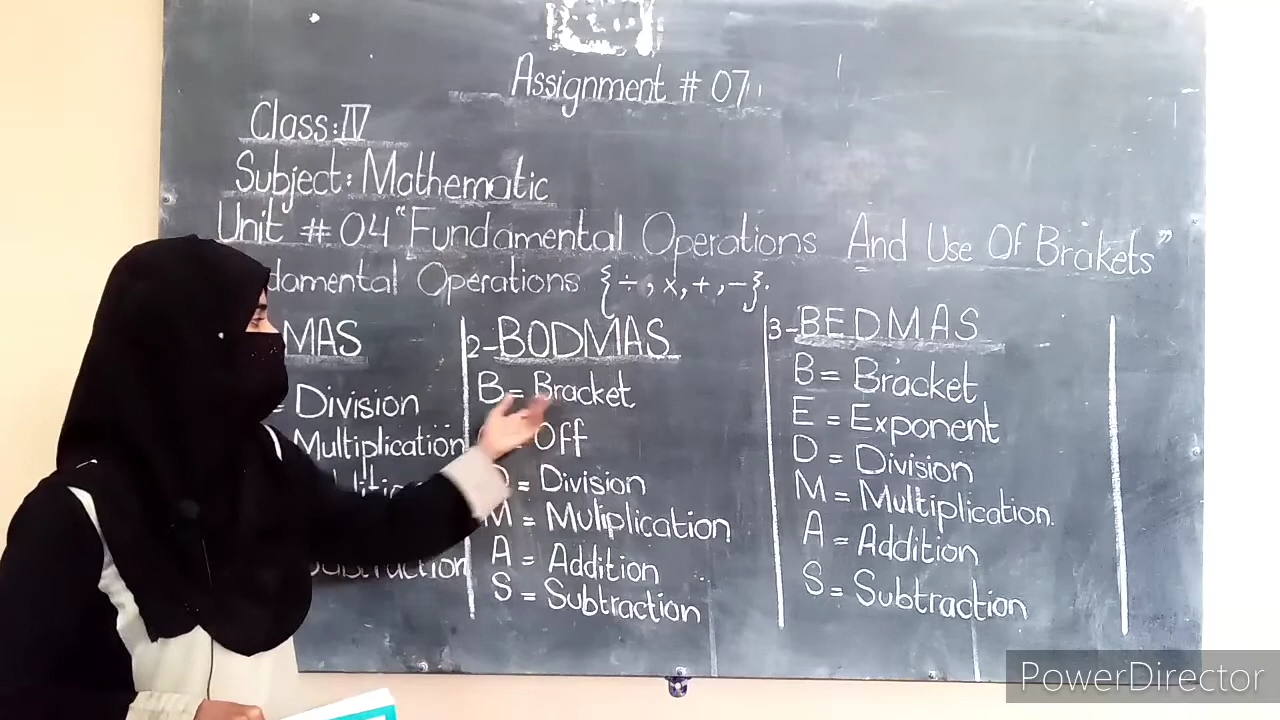 Assignment # 07
Class: IV
Subject: Mathematic
Unit # 04 "Fundamental Operations And Use Of Brakets"
damental Operations {÷, x, +, -}.
MAS
= Division
Multiplication
Subtraction
2-BODMAS
B = Bracket
= Off
D = Division
M = Muliplication
A = Addition
S = Subtraction
3-BEDMAS
B = Bracket
E = Exponent
D = Division
M = Multiplication.
A = Addition
S = Subtraction
PowerDirector